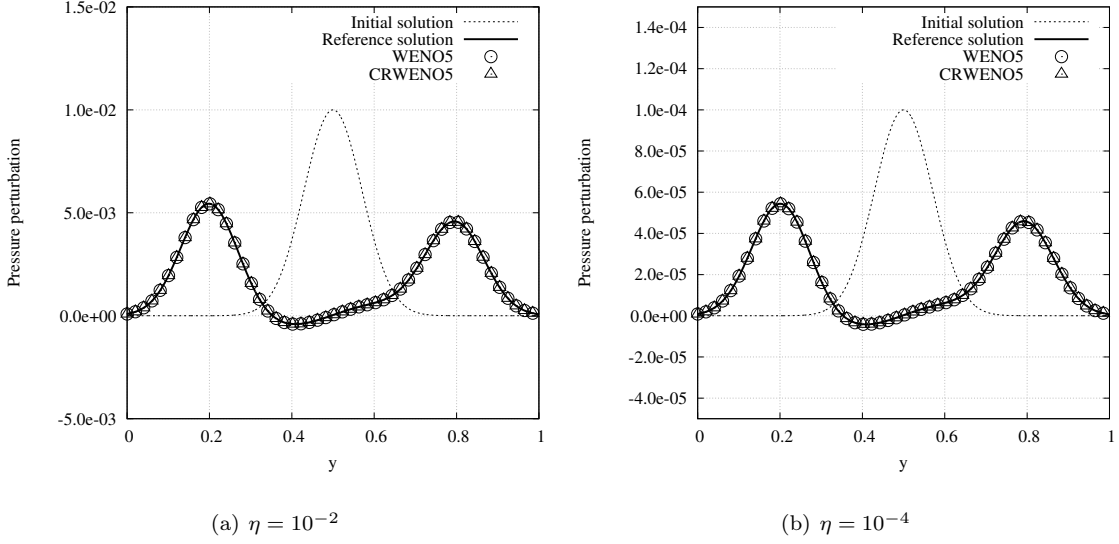 1.5e-02
1.0e-02
5.0e-03
0.0e+00
-5.0e-03
Pressure perturbation
0 0.2 0.4 0.6 0.8 1
y
Initial solution
Reference solution
WENO5
CRWENO5
(a) η = 10⁻²
1.4e-04
1.2e-04
1.0e-04
8.0e-05
6.0e-05
4.0e-05
2.0e-05
0.0e+00
-2.0e-05
-4.0e-05
Pressure perturbation
0 0.2 0.4 0.6 0.8 1
y
Initial solution
Reference solution
WENO5
CRWENO5
(b) η = 10⁻⁴